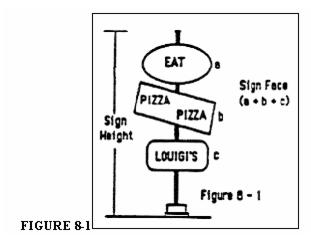 EAT
a
Sign Face
(a + b + c)
PIZZA
PIZZA
b
Sign
Height
LOUIGI'S
c
Figure 8 - 1
FIGURE 8-1